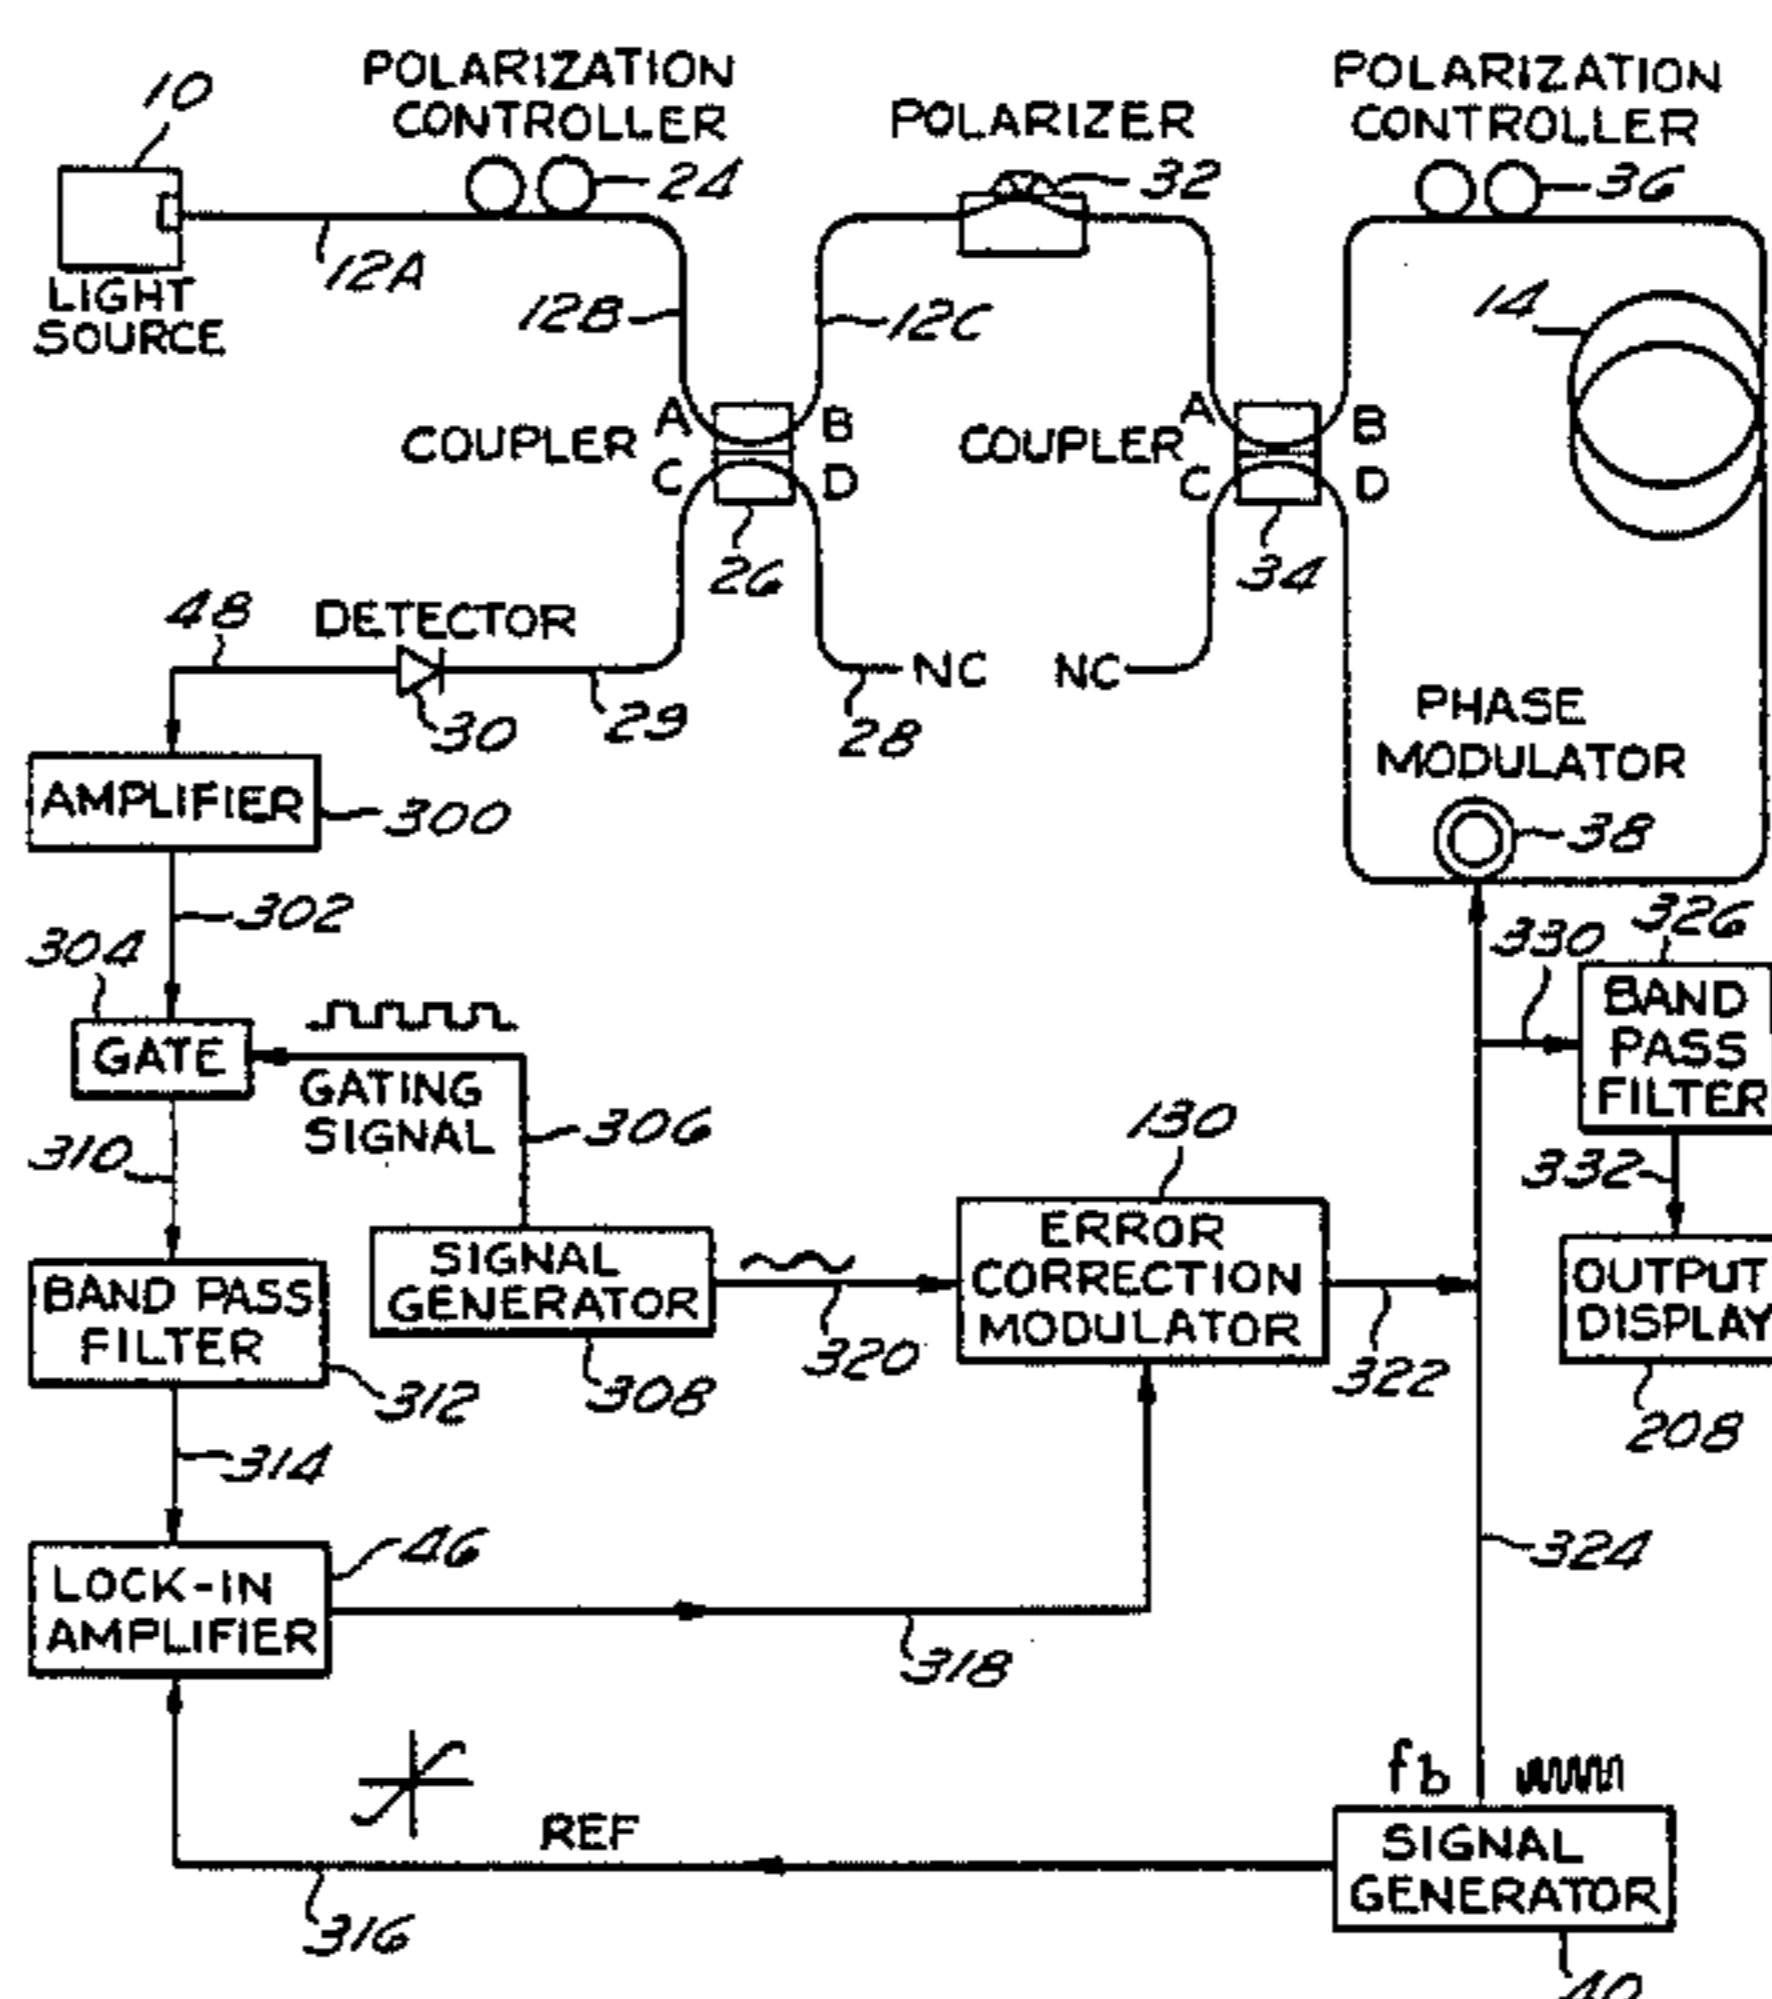 10
POLARIZATION
CONTROLLER
24
POLARIZER
32
POLARIZATION
CONTROLLER
36
LIGHT
SOURCE
12A
12B
12C
14
COUPLER
A
B
C
D
26
COUPLER
A
B
C
D
34
48
DETECTOR
30
29
28
NC
NC
PHASE
MODULATOR
38
AMPLIFIER
300
302
304
GATE
GATING
SIGNAL
306
310
330
326
BAND
PASS
FILTER
332
OUTPUT
DISPLAY
208
130
ERROR
CORRECTION
MODULATOR
SIGNAL
GENERATOR
308
320
322
BAND PASS
FILTER
312
314
324
LOCK-IN
AMPLIFIER
46
318
fb
REF
SIGNAL
GENERATOR
316
40